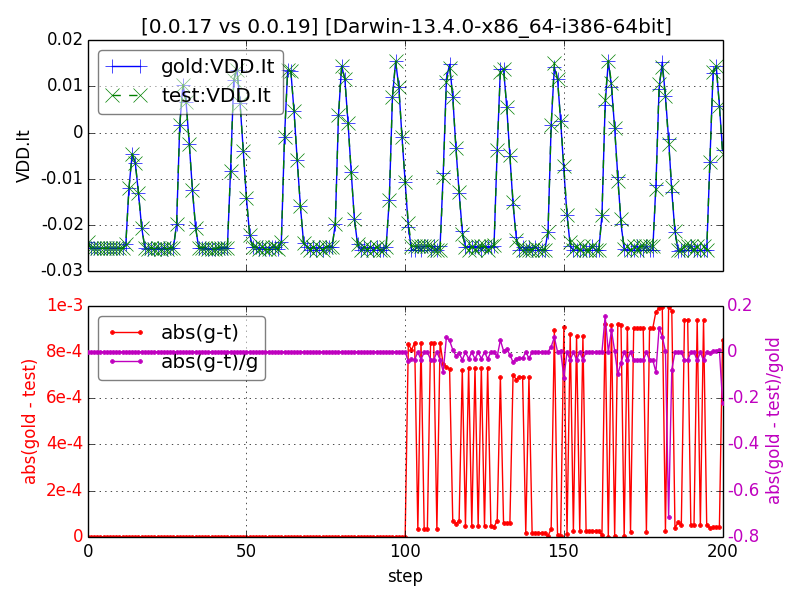 [0.0.17 vs 0.0.19] [Darwin-13.4.0-x86_64-i386-64bit]
0.02
0.01
0
-0.01
-0.02
-0.03
VDD.It
gold:VDD.It
test:VDD.It
1e-3
8e-4
6e-4
4e-4
2e-4
0
abs(gold - test)
abs(g-t)
abs(g-t)/g
0.2
0
-0.2
-0.4
-0.6
-0.8
abs(gold - test)/gold
0 50 100 150 200
step